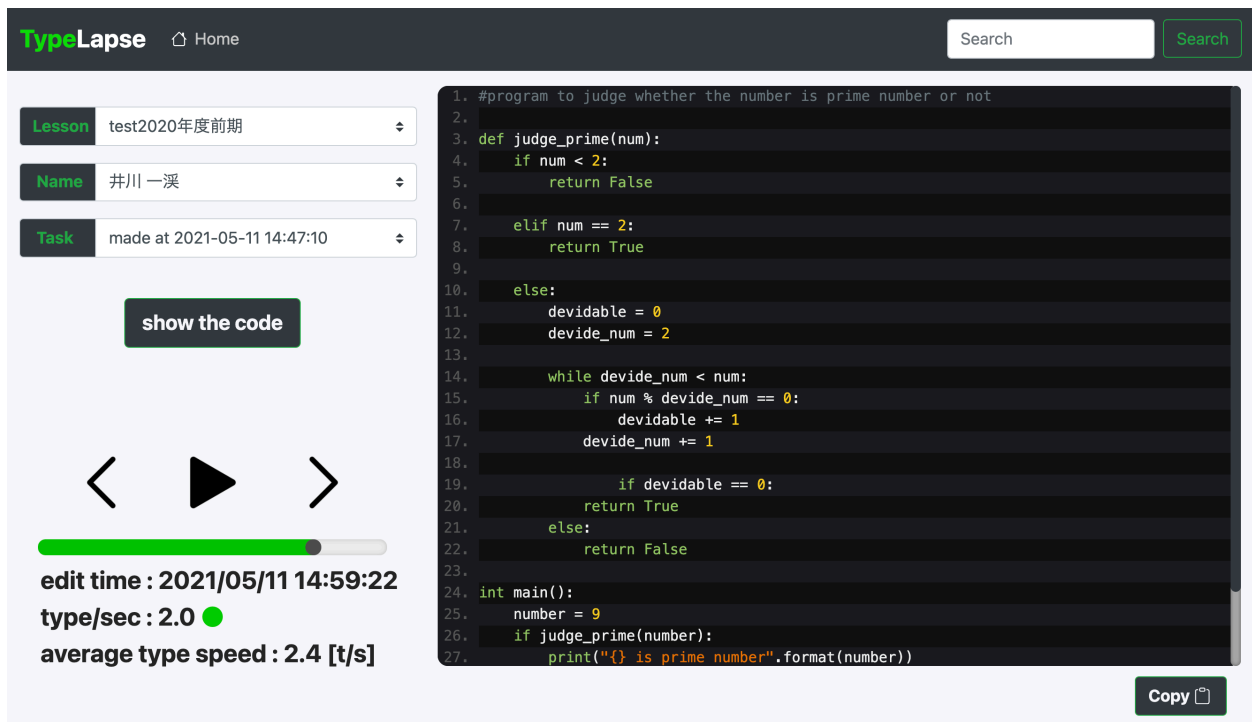 TypeLapse Home Search Search
Lesson test2020年度前期
Name 井川 一渓
Task made at 2021-05-11 14:47:10
show the code
edit time : 2021/05/11 14:59:22
type/sec : 2.0
average type speed : 2.4 [t/s]
1. #program to judge whether the number is prime number or not
2.
3. def judge_prime(num):
4.     if num < 2:
5.         return False
6.
7.     elif num == 2:
8.         return True
9.
10.     else:
11.         devidable = 0
12.         devide_num = 2
13.
14.         while devide_num < num:
15.             if num % devide_num == 0:
16.                 devidable += 1
17.             devide_num += 1
18.
19.                 if devidable == 0:
20.             return True
21.         else:
22.             return False
23.
24. int main():
25.     number = 9
26.     if judge_prime(number):
27.         print("{} is prime number".format(number))
Copy